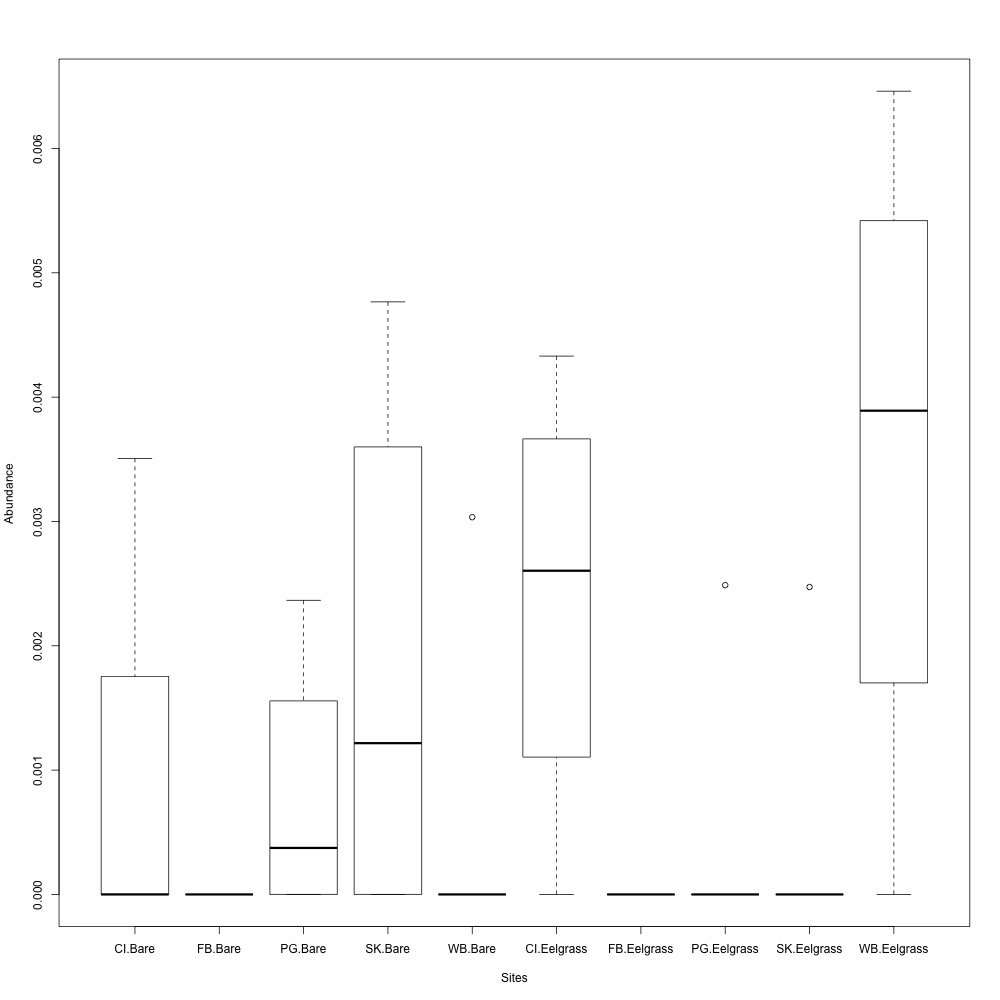 Abundance
0.006
0.005
0.004
0.003
0.002
0.001
0.000
CI.Bare FB.Bare PG.Bare SK.Bare WB.Bare CI.Eelgrass FB.Eelgrass PG.Eelgrass SK.Eelgrass WB.Eelgrass
Sites